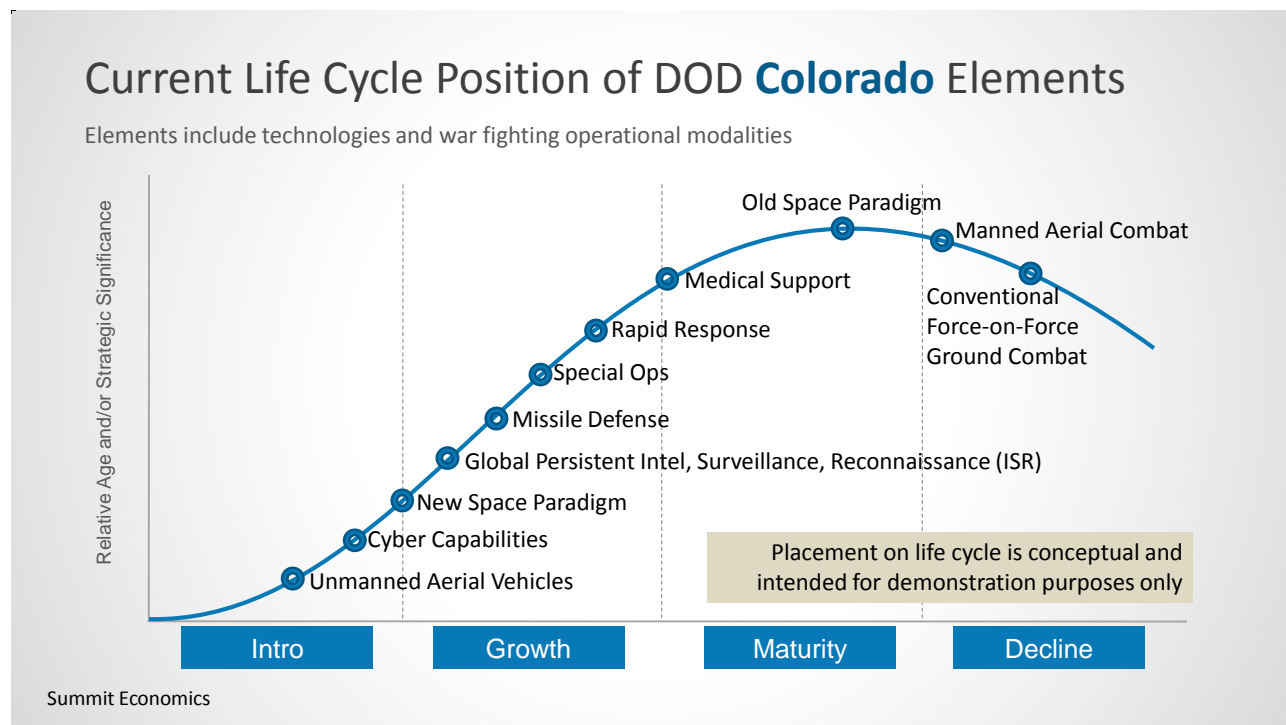 Current Life Cycle Position of DOD Colorado Elements
Elements include technologies and war fighting operational modalities
Relative Age and/or Strategic Significance
Old Space Paradigm
Manned Aerial Combat
Medical Support
Conventional
Force-on-Force
Ground Combat
Rapid Response
Special Ops
Missile Defense
Global Persistent Intel, Surveillance, Reconnaissance (ISR)
New Space Paradigm
Cyber Capabilities
Unmanned Aerial Vehicles
Placement on life cycle is conceptual and
intended for demonstration purposes only
Intro
Growth
Maturity
Decline
Summit Economics